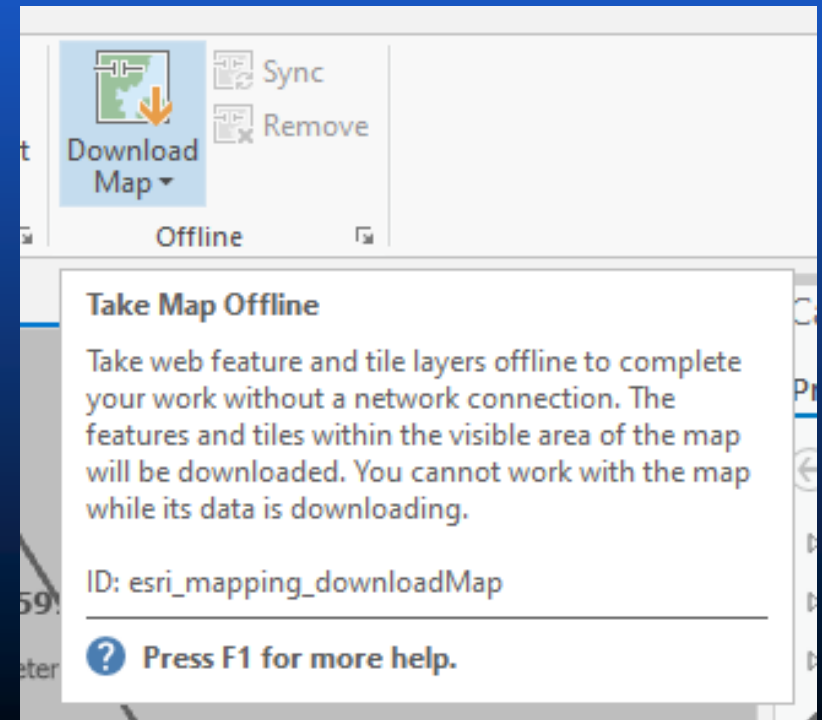 Sync
Remove
Download
Map
Offline
Take Map Offline
Take web feature and tile layers offline to complete
your work without a network connection. The
features and tiles within the visible area of the map
will be downloaded. You cannot work with the map
while its data is downloading.
ID: esri_mapping_downloadMap
Press F1 for more help.